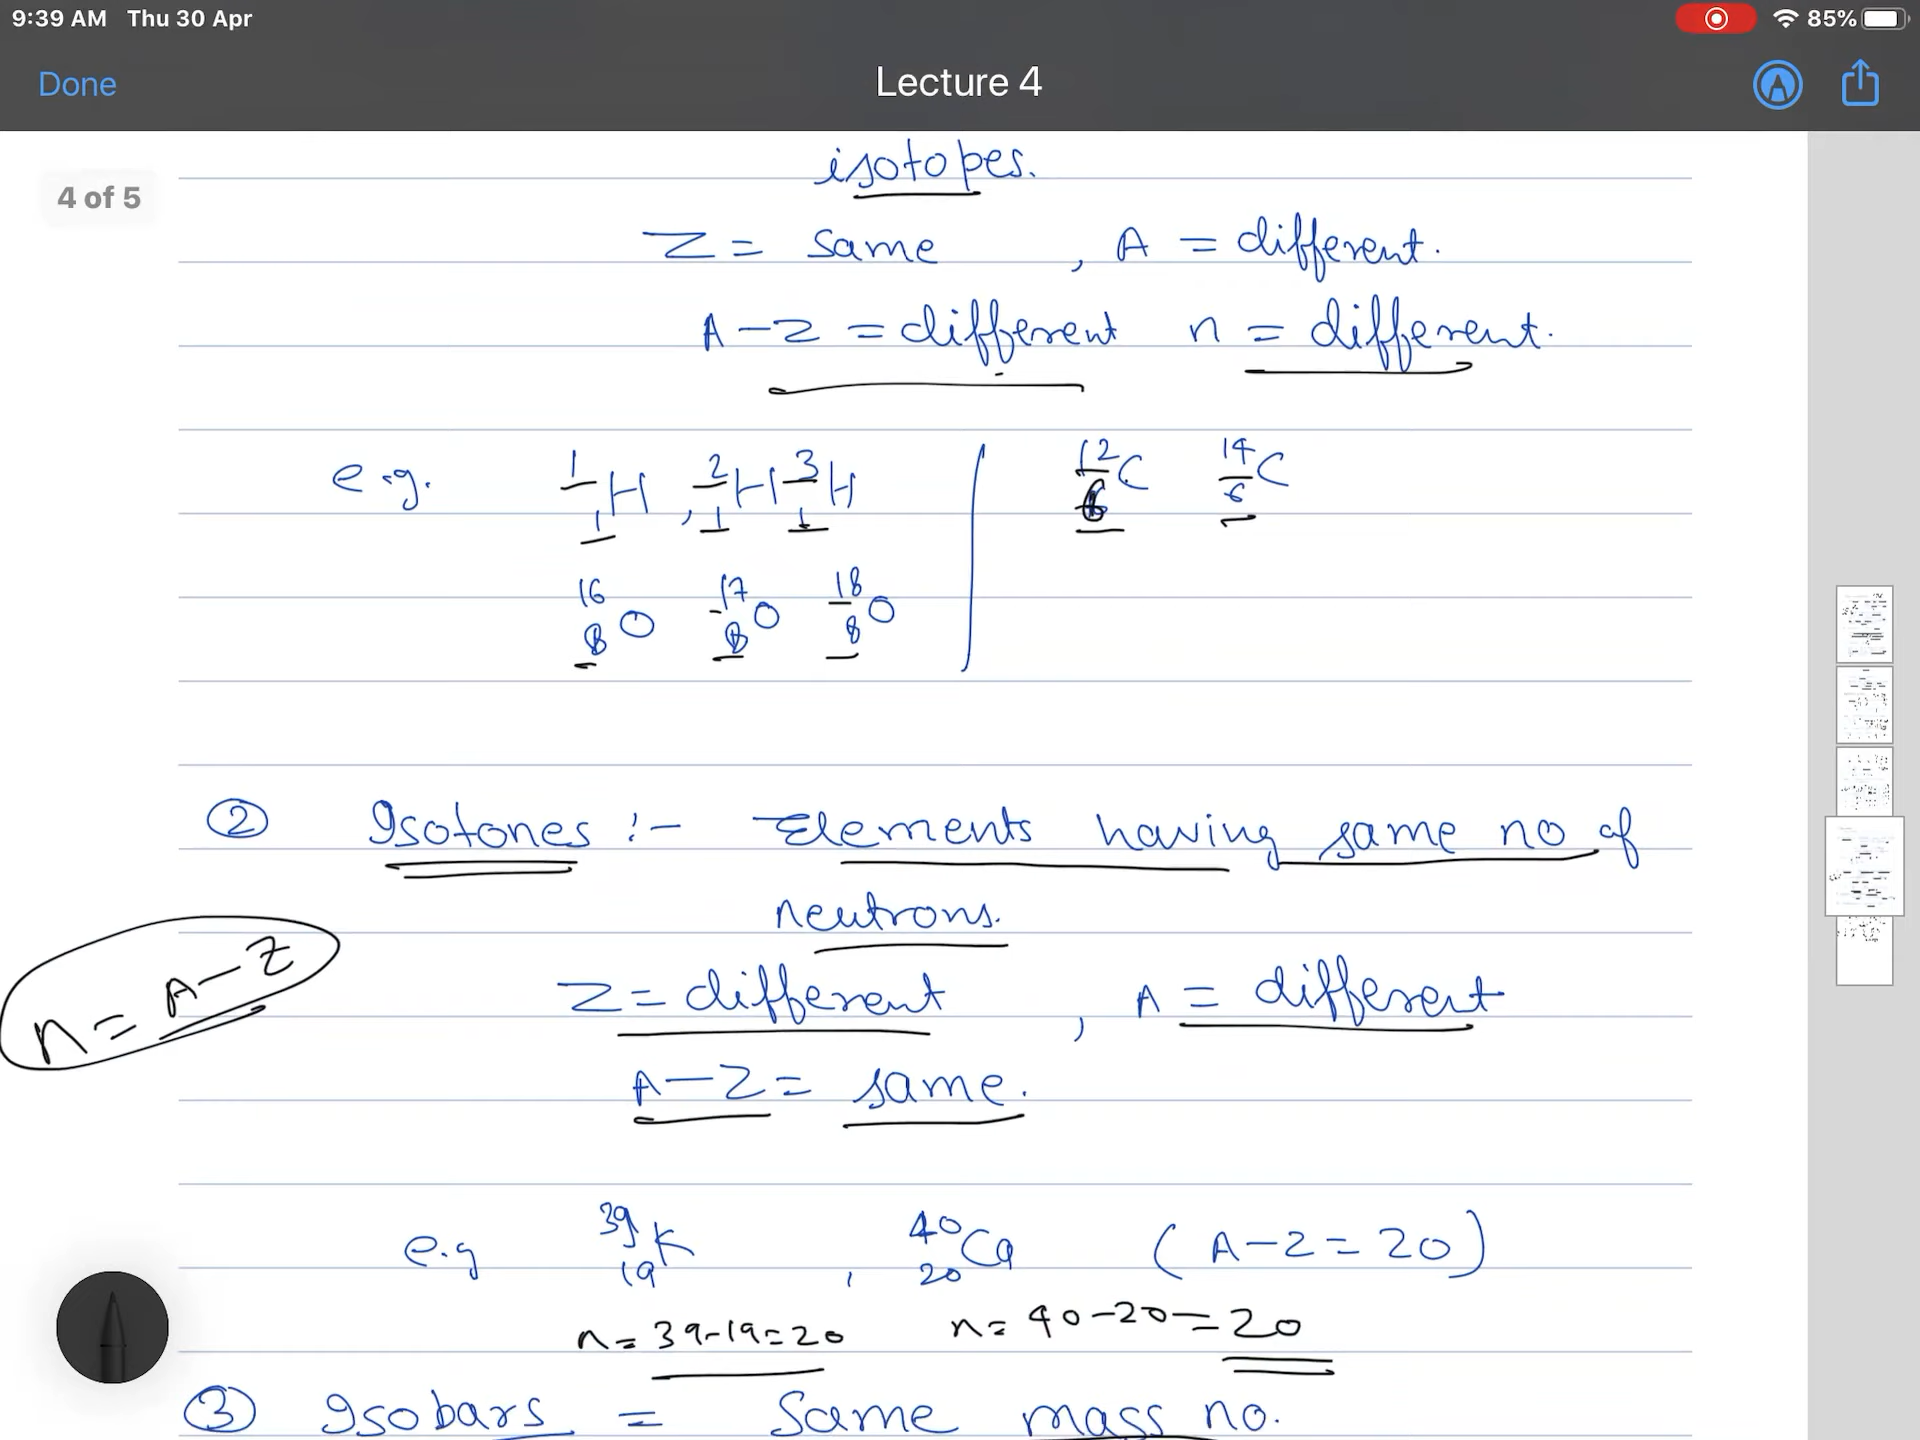 9:39 AM Thu 30 Apr 85%
Done Lecture 4
4 of 5
isotopes.
Z = same , A = different.
A - Z = different n = different.
e.g. ¹₁H , ²₁H ³₁H | ¹²₆C ¹⁴₆C
¹⁶₈O ¹⁷₈O ¹⁸₈O
② Isotones :- Elements having same no of
neutrons.
n = A - Z
Z = different , A = different
A - Z = same.
e.g ³⁹₁₉K , ⁴⁰₂₀Ca (A - Z = 20)
n = 39-19=20 n= 40-20=20
③ Isobars = Same mass no.